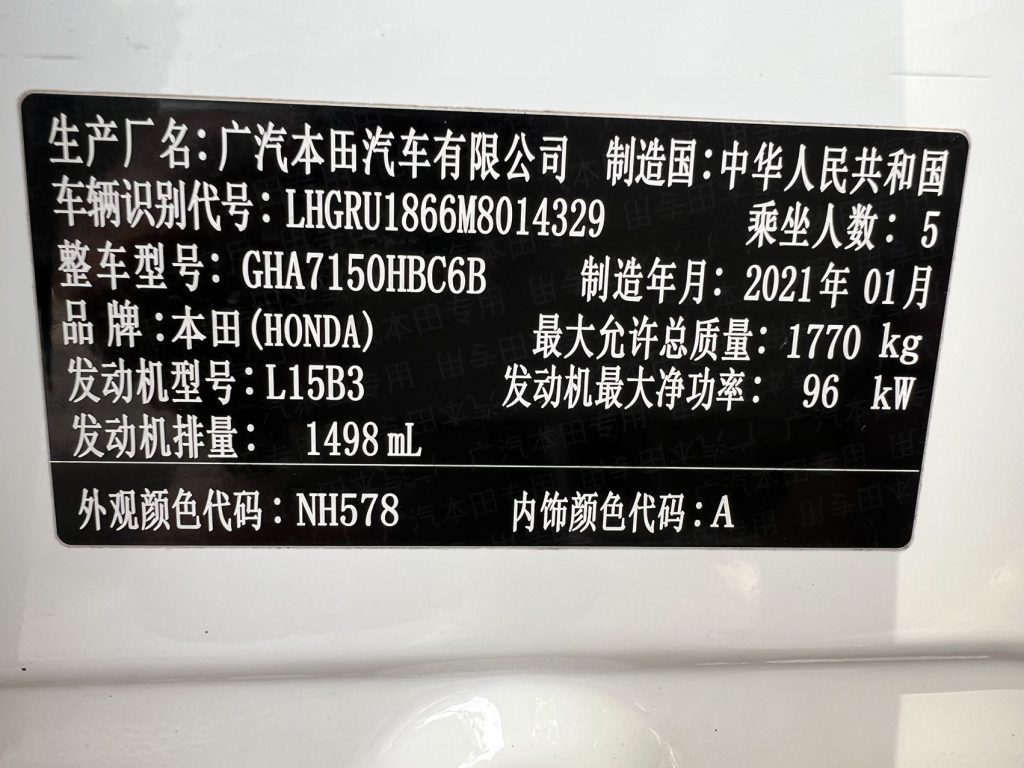 生产厂名：广汽本田汽车有限公司 制造国：中华人民共和国
车辆识别代号：LHGRU1866M8014329 乘坐人数：5
整车型号：GHA7150HBC6B 制造年月：2021年01月
品牌：本田(HONDA) 最大允许总质量：1770 kg
发动机型号：L15B3 发动机最大净功率：96 kW
发动机排量：1498 mL
外观颜色代码：NH578 内饰颜色代码：A